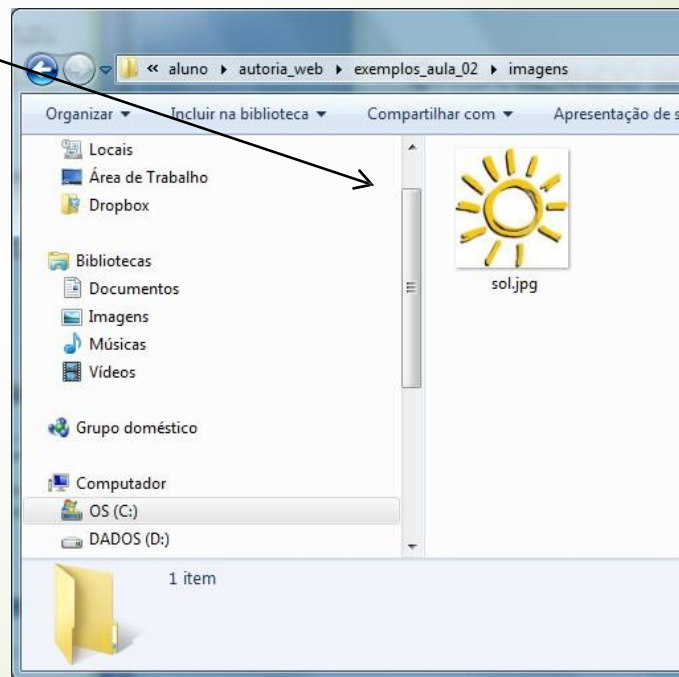 « aluno ▸ autoria_web ▸ exemplos_aula_02 ▸ imagens
Organizar ▾ Incluir na biblioteca ▾ Compartilhar com ▾ Apresentação de s
Locais
Área de Trabalho
Dropbox
Bibliotecas
Documentos
Imagens
Músicas
Vídeos
Grupo doméstico
Computador
OS (C:)
DADOS (D:)
sol.jpg
1 item